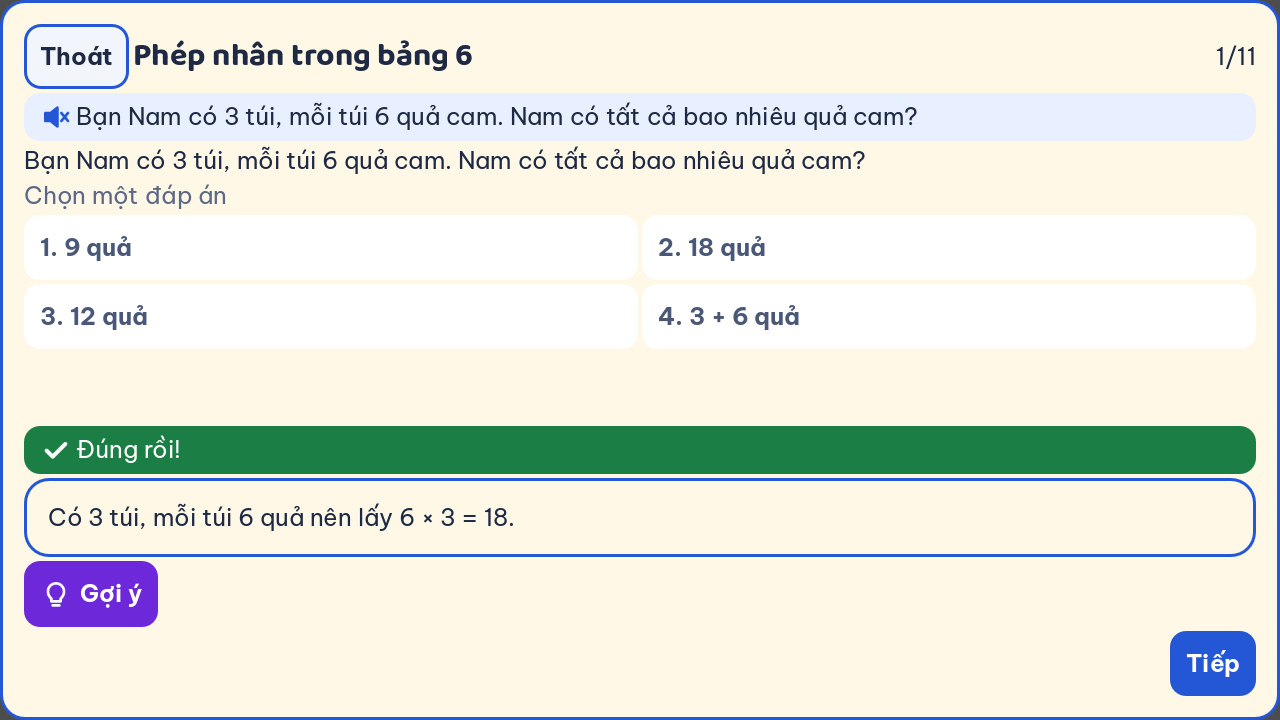 Thoát
Phép nhân trong bảng 6
1/11
Bạn Nam có 3 túi, mỗi túi 6 quả cam. Nam có tất cả bao nhiêu quả cam?
Bạn Nam có 3 túi, mỗi túi 6 quả cam. Nam có tất cả bao nhiêu quả cam?
Chọn một đáp án
1. 9 quả
2. 18 quả
3. 12 quả
4. 3 + 6 quả
Đúng rồi!
Có 3 túi, mỗi túi 6 quả nên lấy 6 × 3 = 18.
Gợi ý
Tiếp